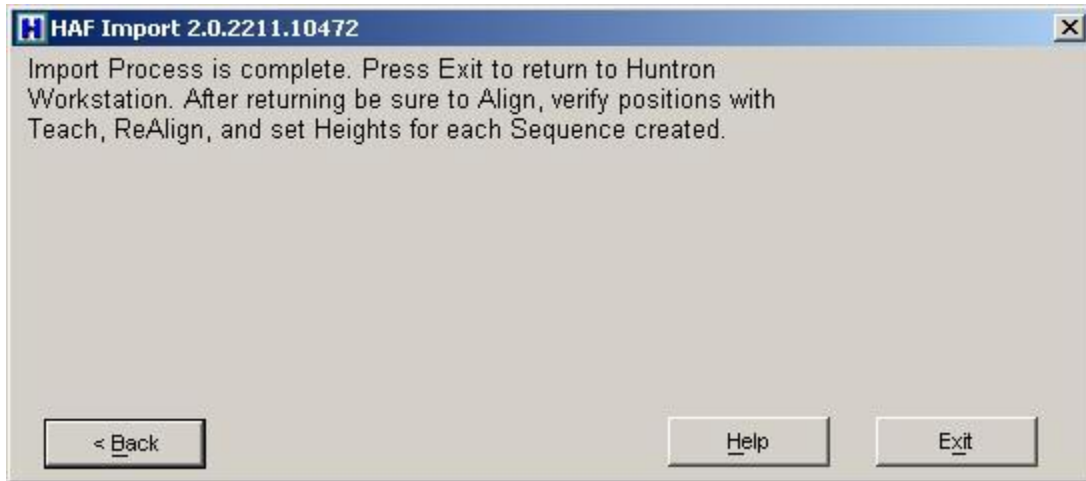 HAF Import 2.0.2211.10472
Import Process is complete. Press Exit to return to Huntron
Workstation. After returning be sure to Align, verify positions with
Teach, ReAlign, and set Heights for each Sequence created.
< Back
Help
Exit